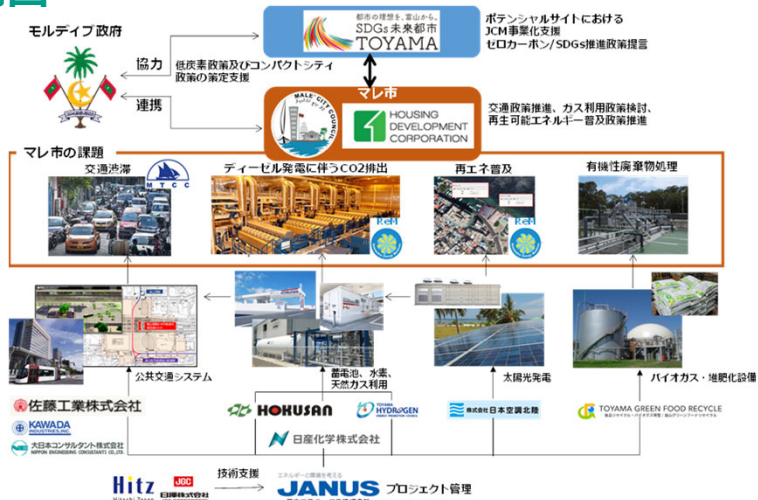 都市の理想を、富山から。
SDGs未来都市
TOYAMA
ポテンシャルサイトにおける
JCM事業化支援
ゼロカーボン/SDGs推進政策提言
モルディブ政府
協力
低炭素政策及びコンパクトシティ
政策の策定支援
連携
マレ市
MALE' CITY COUNCIL
HOUSING
DEVELOPMENT
CORPORATION
交通政策推進、ガス利用政策検討、
再生可能エネルギー普及政策推進
マレ市の課題
交通渋滞
MTCC
ディーゼル発電に伴うCO2排出
再エネ普及
有機性廃棄物処理
公共交通システム
蓄電池、水素、
天然ガス利用
太陽光発電
バイオガス・堆肥化設備
佐藤工業株式会社
KAWADA
INDUSTRIES, INC.
大日本コンサルタント株式会社
NIPPON ENGINEERING CONSULTANTS CO.,LTD.
HOKUSAN
TOYAMA
HYDROGEN
日産化学株式会社
株式会社日本空調北陸
TOYAMA GREEN FOOD RECYCLE
Hitz
技術支援
JGC
日揮株式会社
エネルギーと環境を考える
JANUS
プロジェクト管理